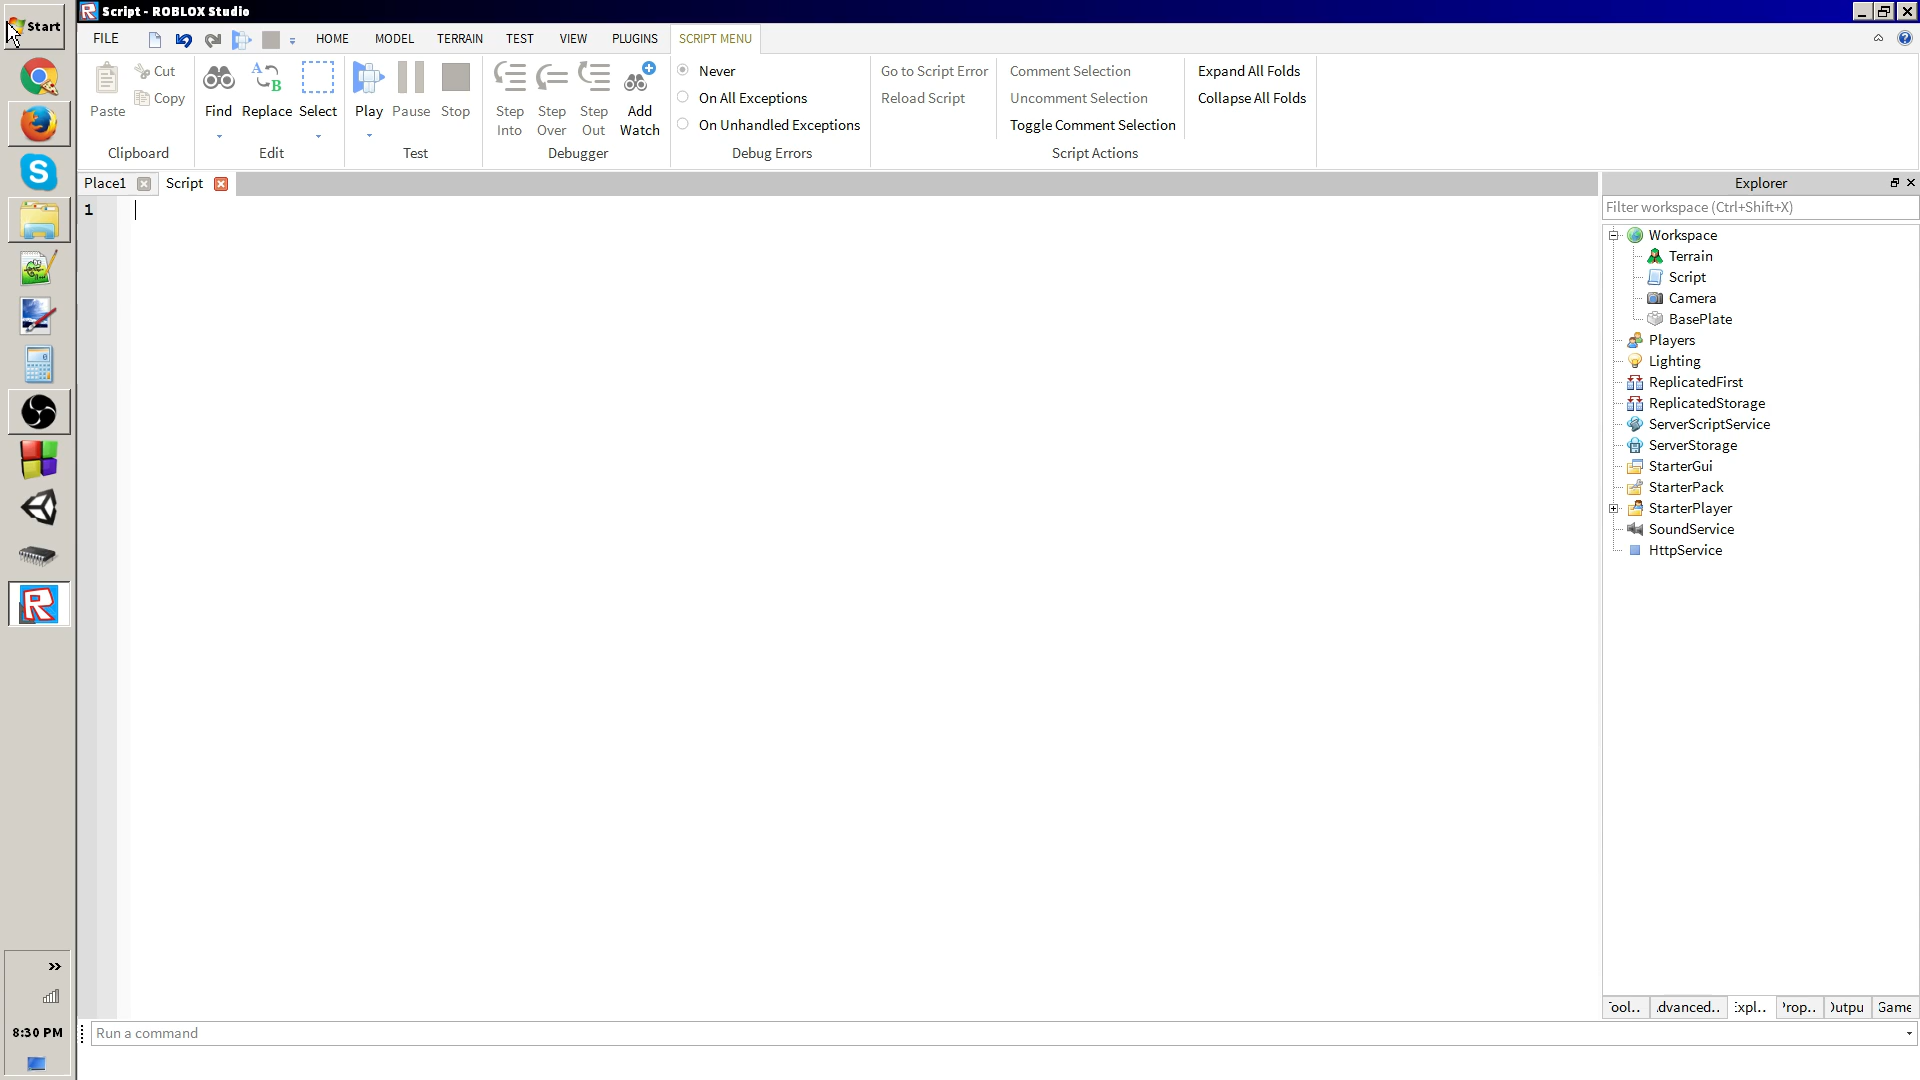 Start
Script - ROBLOX Studio
FILE
HOME
MODEL
TERRAIN
TEST
VIEW
PLUGINS
SCRIPT MENU
Paste
Cut
Copy
Clipboard
Find
Replace
Select
Edit
Play
Pause
Stop
Test
Step Into
Step Over
Step Out
Add Watch
Debugger
Never
On All Exceptions
On Unhandled Exceptions
Debug Errors
Go to Script Error
Reload Script
Comment Selection
Uncomment Selection
Toggle Comment Selection
Script Actions
Expand All Folds
Collapse All Folds
Place1
Script
1
Explorer
Filter workspace (Ctrl+Shift+X)
Workspace
Terrain
Script
Camera
BasePlate
Players
Lighting
ReplicatedFirst
ReplicatedStorage
ServerScriptService
ServerStorage
StarterGui
StarterPack
StarterPlayer
SoundService
HttpService
ool.. dvanced.. Expl.. Prop.. Outpu Game
Run a command
8:30 PM